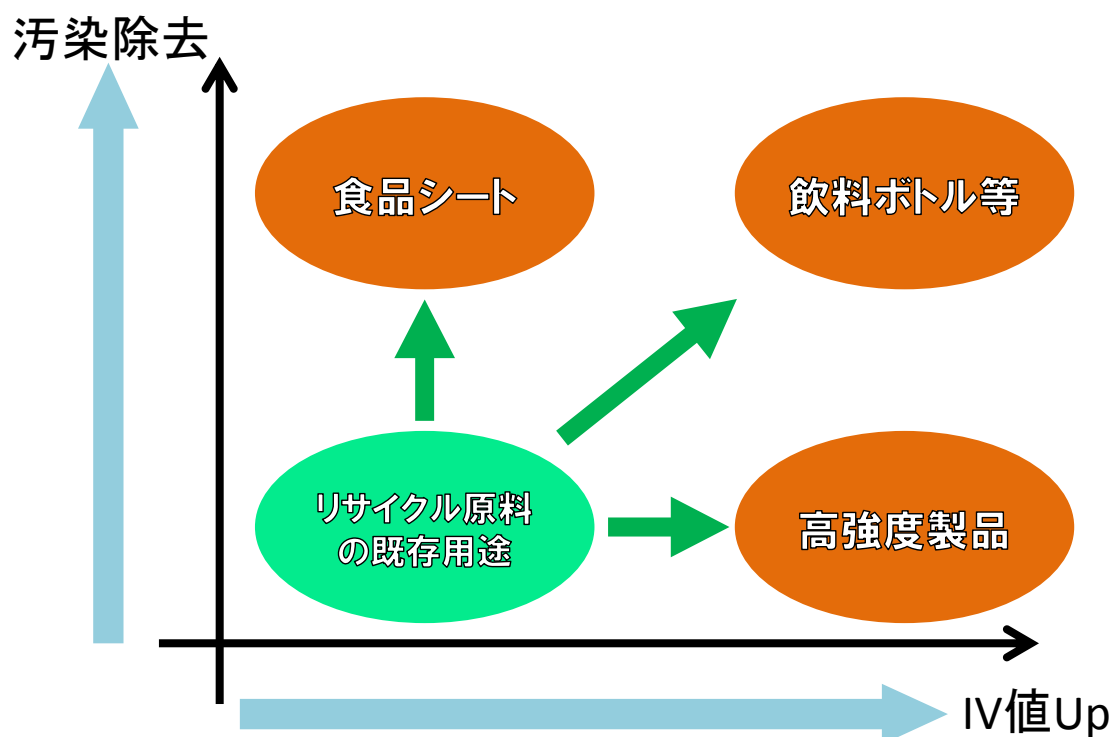 汚染除去
食品シート
飲料ボトル等
リサイクル原料
の既存用途
高強度製品
IV値Up